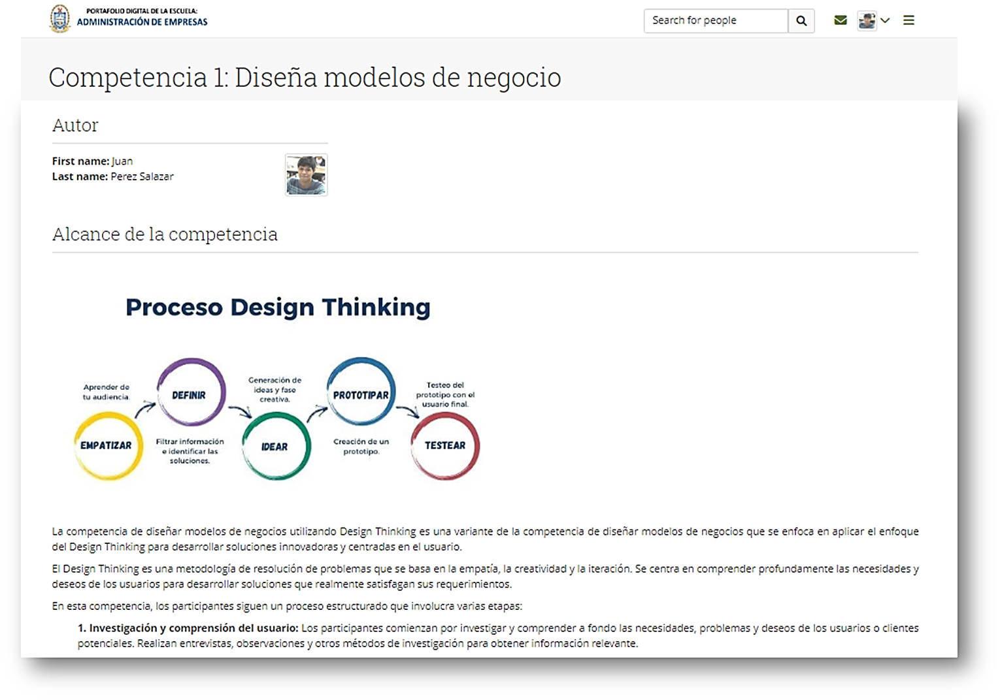 PORTAFOLIO DIGITAL DE LA ESCUELA:
ADMINISTRACIÓN DE EMPRESAS
Search for people
Competencia 1: Diseña modelos de negocio
Autor
First name: Juan
Last name: Perez Salazar
Alcance de la competencia
Proceso Design Thinking
Aprender de
tu audiencia.
EMPATIZAR
DEFINIR
Filtrar información
e identificar las
soluciones.
Generación de
ideas y fase
creativa.
IDEAR
PROTOTIPAR
Creación de un
prototipo.
Testeo del
prototipo con el
usuario final.
TESTEAR
La competencia de diseñar modelos de negocios utilizando Design Thinking es una variante de la competencia de diseñar modelos de negocios que se enfoca en aplicar el enfoque
del Design Thinking para desarrollar soluciones innovadoras y centradas en el usuario.
El Design Thinking es una metodología de resolución de problemas que se basa en la empatía, la creatividad y la iteración. Se centra en comprender profundamente las necesidades y
deseos de los usuarios para desarrollar soluciones que realmente satisfagan sus requerimientos.
En esta competencia, los participantes siguen un proceso estructurado que involucra varias etapas:
1. Investigación y comprensión del usuario: Los participantes comienzan por investigar y comprender a fondo las necesidades, problemas y deseos de los usuarios o clientes
potenciales. Realizan entrevistas, observaciones y otros métodos de investigación para obtener información relevante.